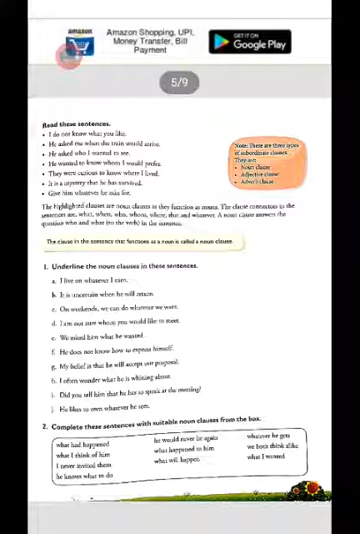 amazon
Amazon Shopping, UPI,
Money Transfer, Bill
Payment
GET IT ON
Google Play
5/9
Read these sentences.
• I do not know what you like.
• He asked me when the train would arrive.
• He asked who I wanted to see.
• He wanted to know whom I would prefer.
• They were curious to know where I lived.
• It is a mystery that he has survived.
• Give him whatever he asks for.
Note: There are three types
of subordinate clauses.
They are:
• Noun clause
• Adjective clause
• Adverb clause
The highlighted clauses are noun clauses as they function as nouns. The clause connectors in the
sentences are, what, when, who, whom, where, that and whatever. A noun clause answers the
question who and what (to the verb) in the sentence.
The clause in the sentence that functions as a noun is called a noun clause.
1. Underline the noun clauses in these sentences.
a. I live on whatever I earn.
b. It is uncertain when he will return.
c. On weekends, we can do whatever we want.
d. I am not sure whom you would like to meet.
e. We asked him what he wanted.
f. He does not know how to express himself.
g. My belief is that he will accept our proposal.
h. I often wonder what he is whining about.
i. Did you tell him that he has to speak at the meeting?
j. He likes to own whatever he sees.
2. Complete these sentences with suitable noun clauses from the box.
what had happened
he would never lie again
whatever he gets
what I think of him
what happened to him
we both think alike
I never invited them
what will happen
what I wanted
he knows what to do